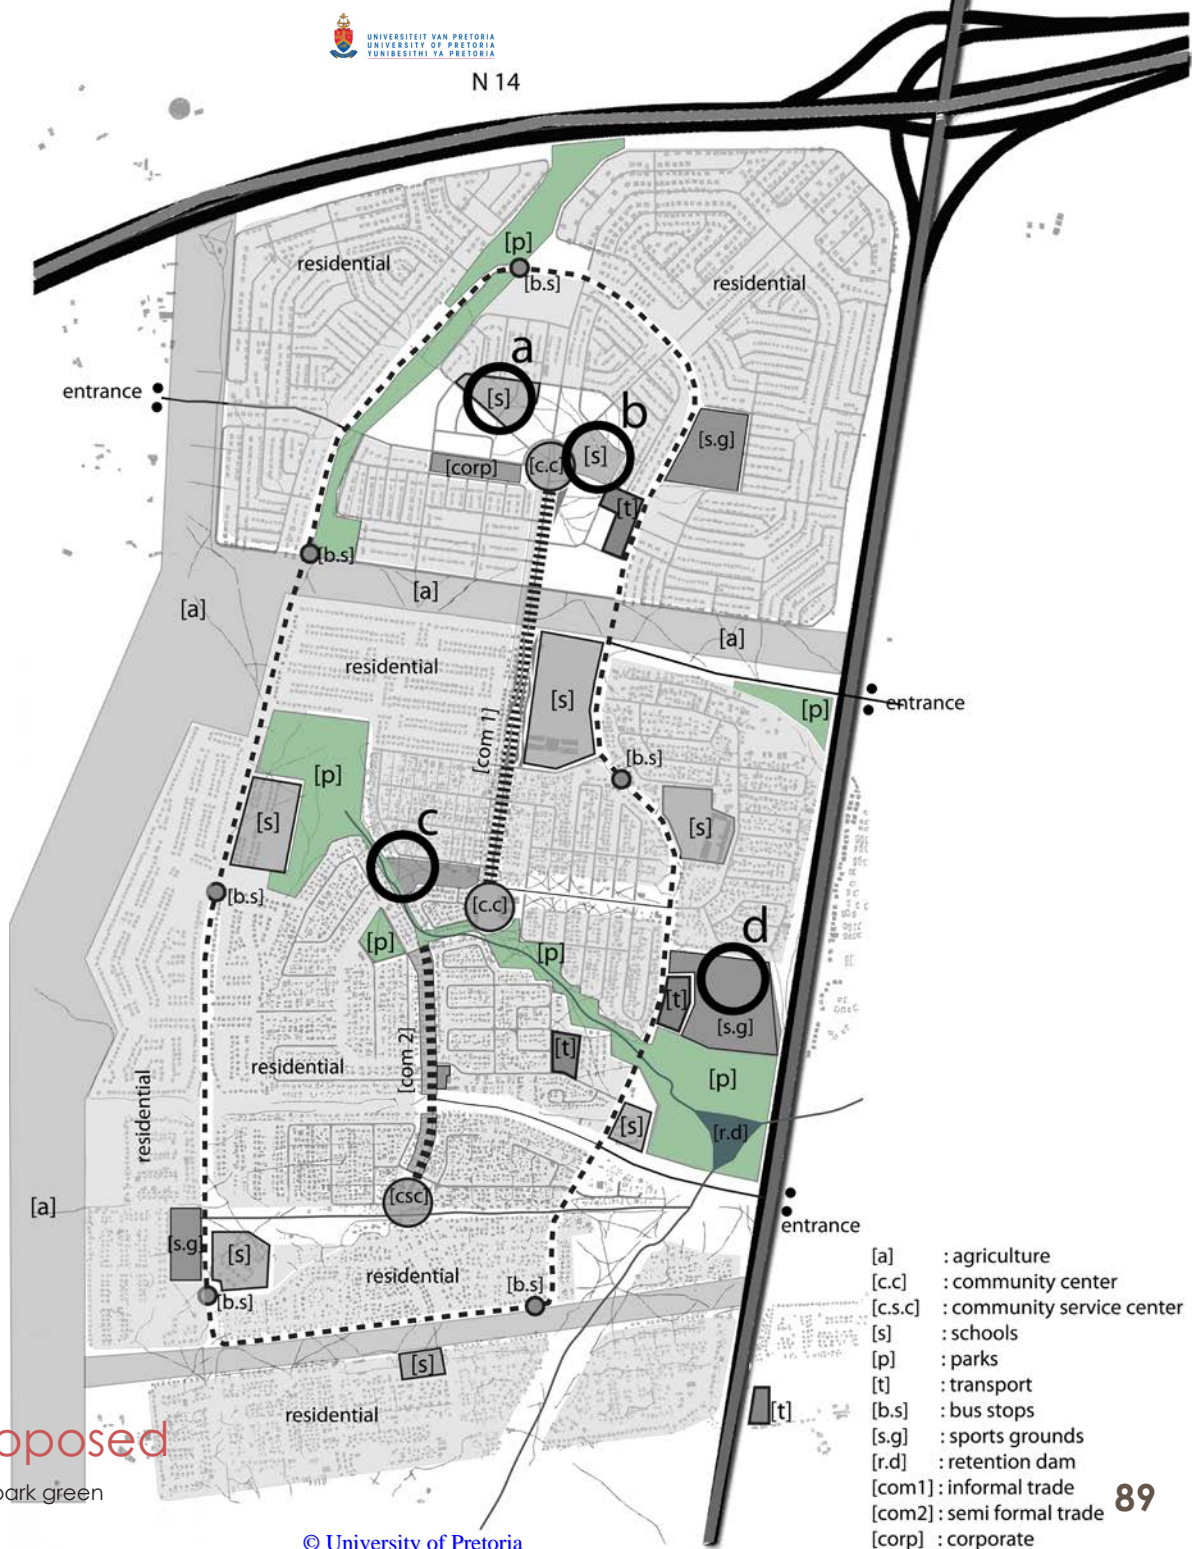 UNIVERSITEIT VAN PRETORIA
UNIVERSITY OF PRETORIA
YUNIBESITHI YA PRETORIA
N 14
[p]
residential
[b.s]
residential
a
entrance
[s]
b
[s.g]
[corp]
[c.c]
[s]
[t]
[b.s]
[a]
[a]
[a]
residential
[s]
[p]
entrance
[com 1]
[b.s]
[p]
[s]
c
[s]
[b.s]
[c.c]
d
[p]
[p]
[t]
[s.g]
[com 2]
[t]
residential
[p]
residential
[s]
[r.d]
[csc]
[a]
entrance
[s.g]
[s]
residential
[b.s]
[b.s]
[s]
residential
[t]
[a] : agriculture
[c.c] : community center
[c.s.c] : community service center
[s] : schools
[p] : parks
[t] : transport
[b.s] : bus stops
[s.g] : sports grounds
[r.d] : retention dam
[com1] : informal trade
[com2] : semi formal trade
[corp] : corporate
oposed
park green
89
© University of Pretoria